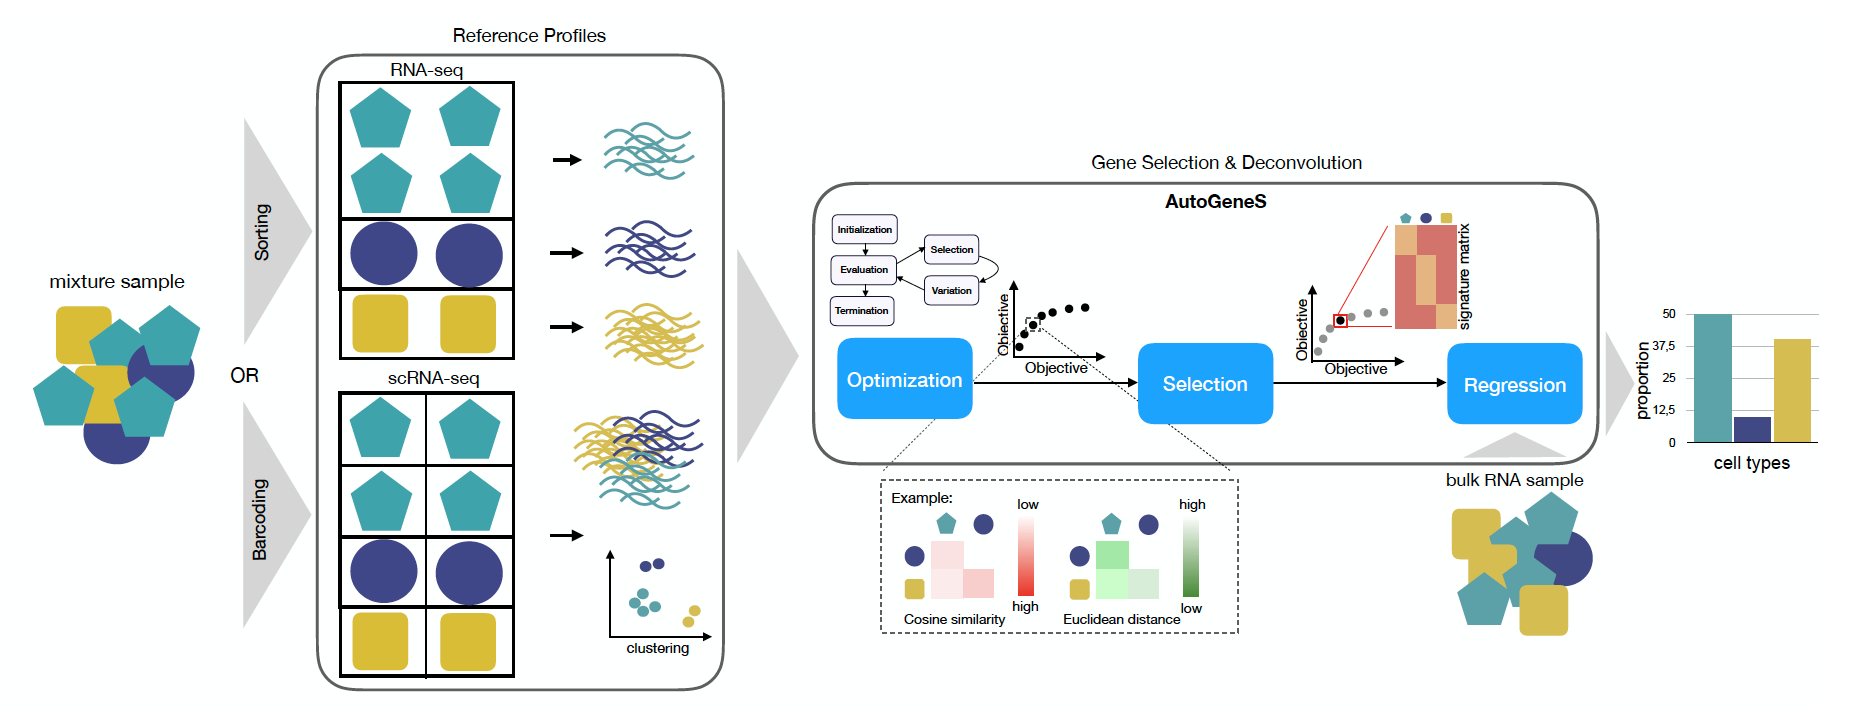 Reference Profiles
RNA-seq
mixture sample
Sorting
OR
Barcoding
scRNA-seq
clustering
Gene Selection & Deconvolution
AutoGeneS
Initialization
Evaluation
Termination
Selection
Variation
Objective
Objective
Optimization
Selection
Objective
Objective
signature matrix
Regression
Example:
low
high
Cosine similarity
high
low
Euclidean distance
bulk RNA sample
proportion
50
37,5
25
12,5
0
cell types